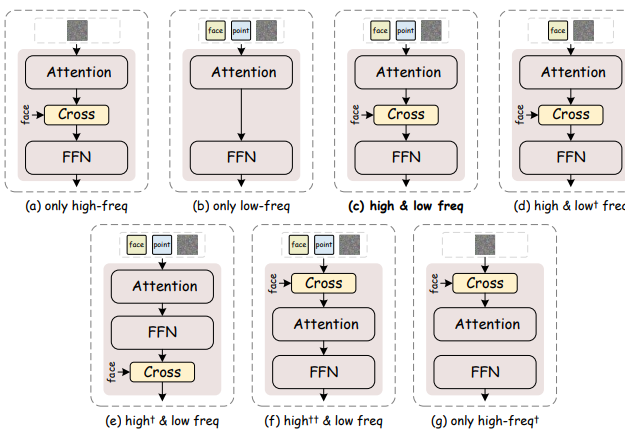 face point face point face point face
Attention Attention Attention Attention
face Cross face Cross face Cross
FFN FFN FFN FFN
(a) only high-freq (b) only low-freq (c) high & low freq (d) high & low† freq
face point face point
Attention face Cross face Cross
FFN Attention Attention
face Cross FFN FFN
(e) high† & low freq (f) high†† & low freq (g) only high-freq†